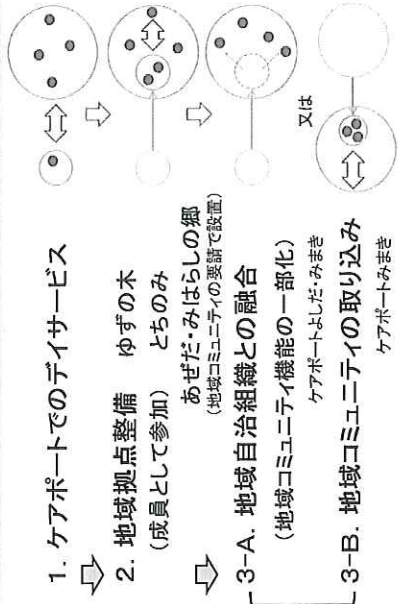 1. ケアポートでのデイサービス
2. 地域拠点整備　ゆずの木
(成員として参加)　とちのみ
あぜだ・みはらしの郷
(地域コミュニティの要請で設置)
3-A. 地域自治組織との融合
(地域コミュニティ機能の一部化)
ケアポートよしだ・みまき
又は
3-B. 地域コミュニティの取り込み
ケアポートみまき